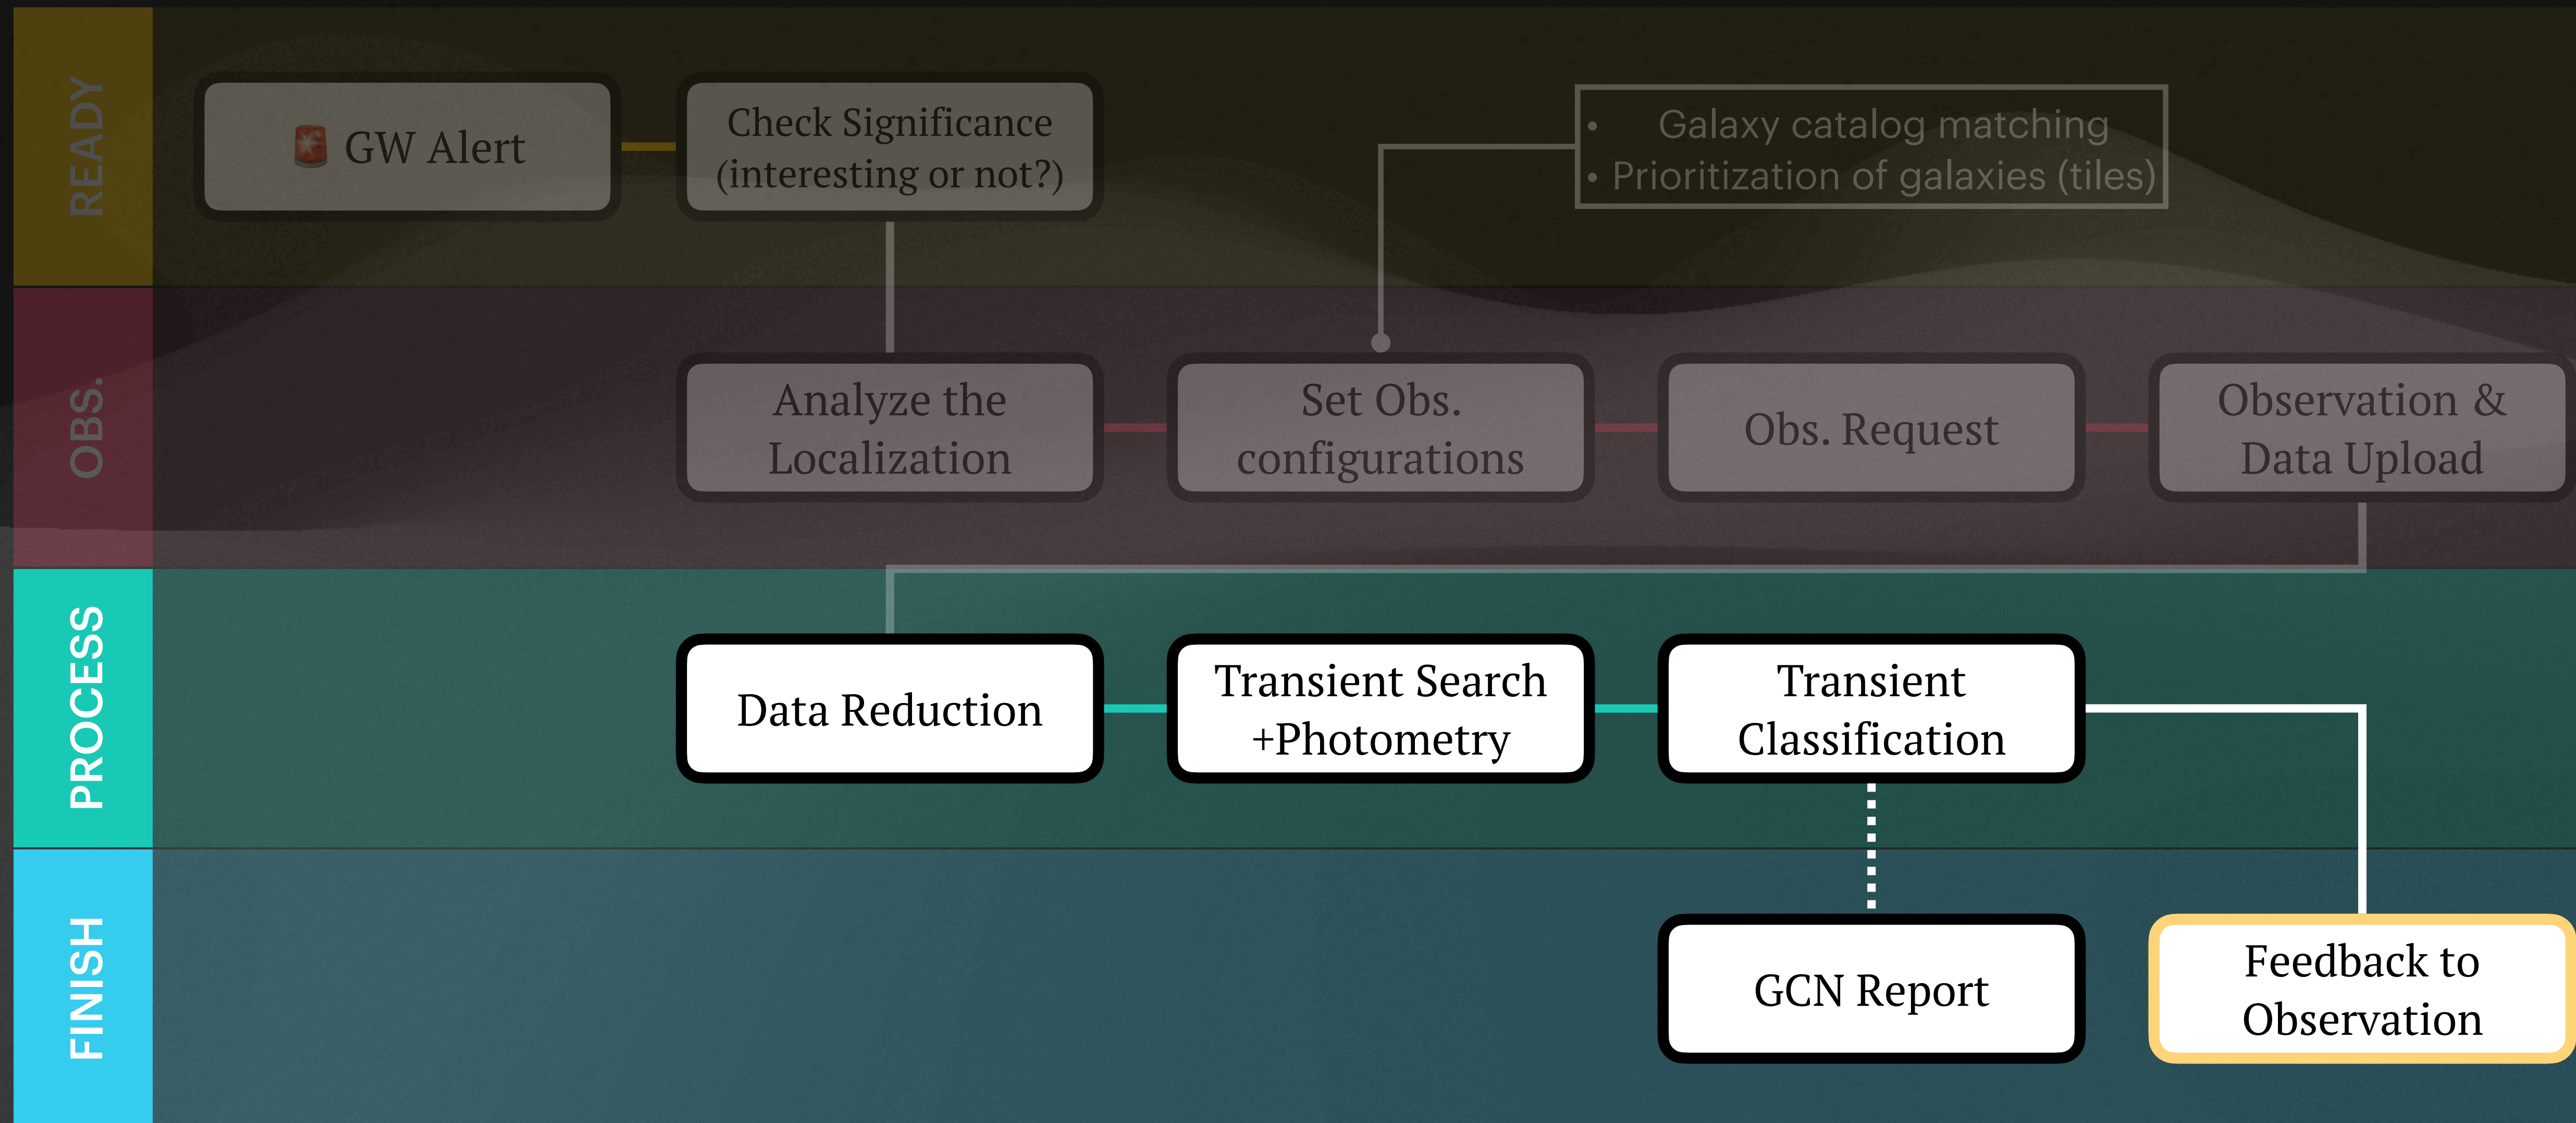 READY
🚨 GW Alert
Check Significance
(interesting or not?)
• Galaxy catalog matching
• Prioritization of galaxies (tiles)
OBS.
Analyze the
Localization
Set Obs.
configurations
Obs. Request
Observation &
Data Upload
PROCESS
Data Reduction
Transient Search
+Photometry
Transient
Classification
FINISH
GCN Report
Feedback to
Observation